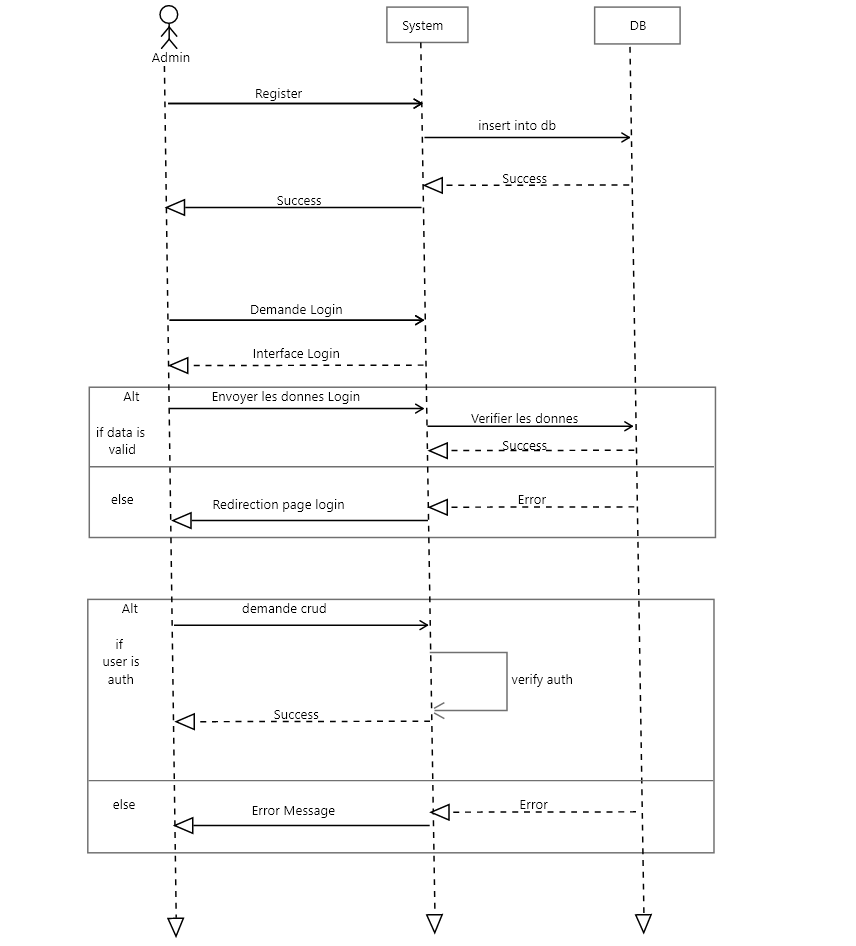 System
DB
Admin
Register
insert into db
Success
Success
Demande Login
Interface Login
Alt
Envoyer les donnes Login
Verifier les donnes
if data is
valid
Success
else
Redirection page login
Error
Alt
demande crud
if
user is
auth
verify auth
Success
else
Error Message
Error